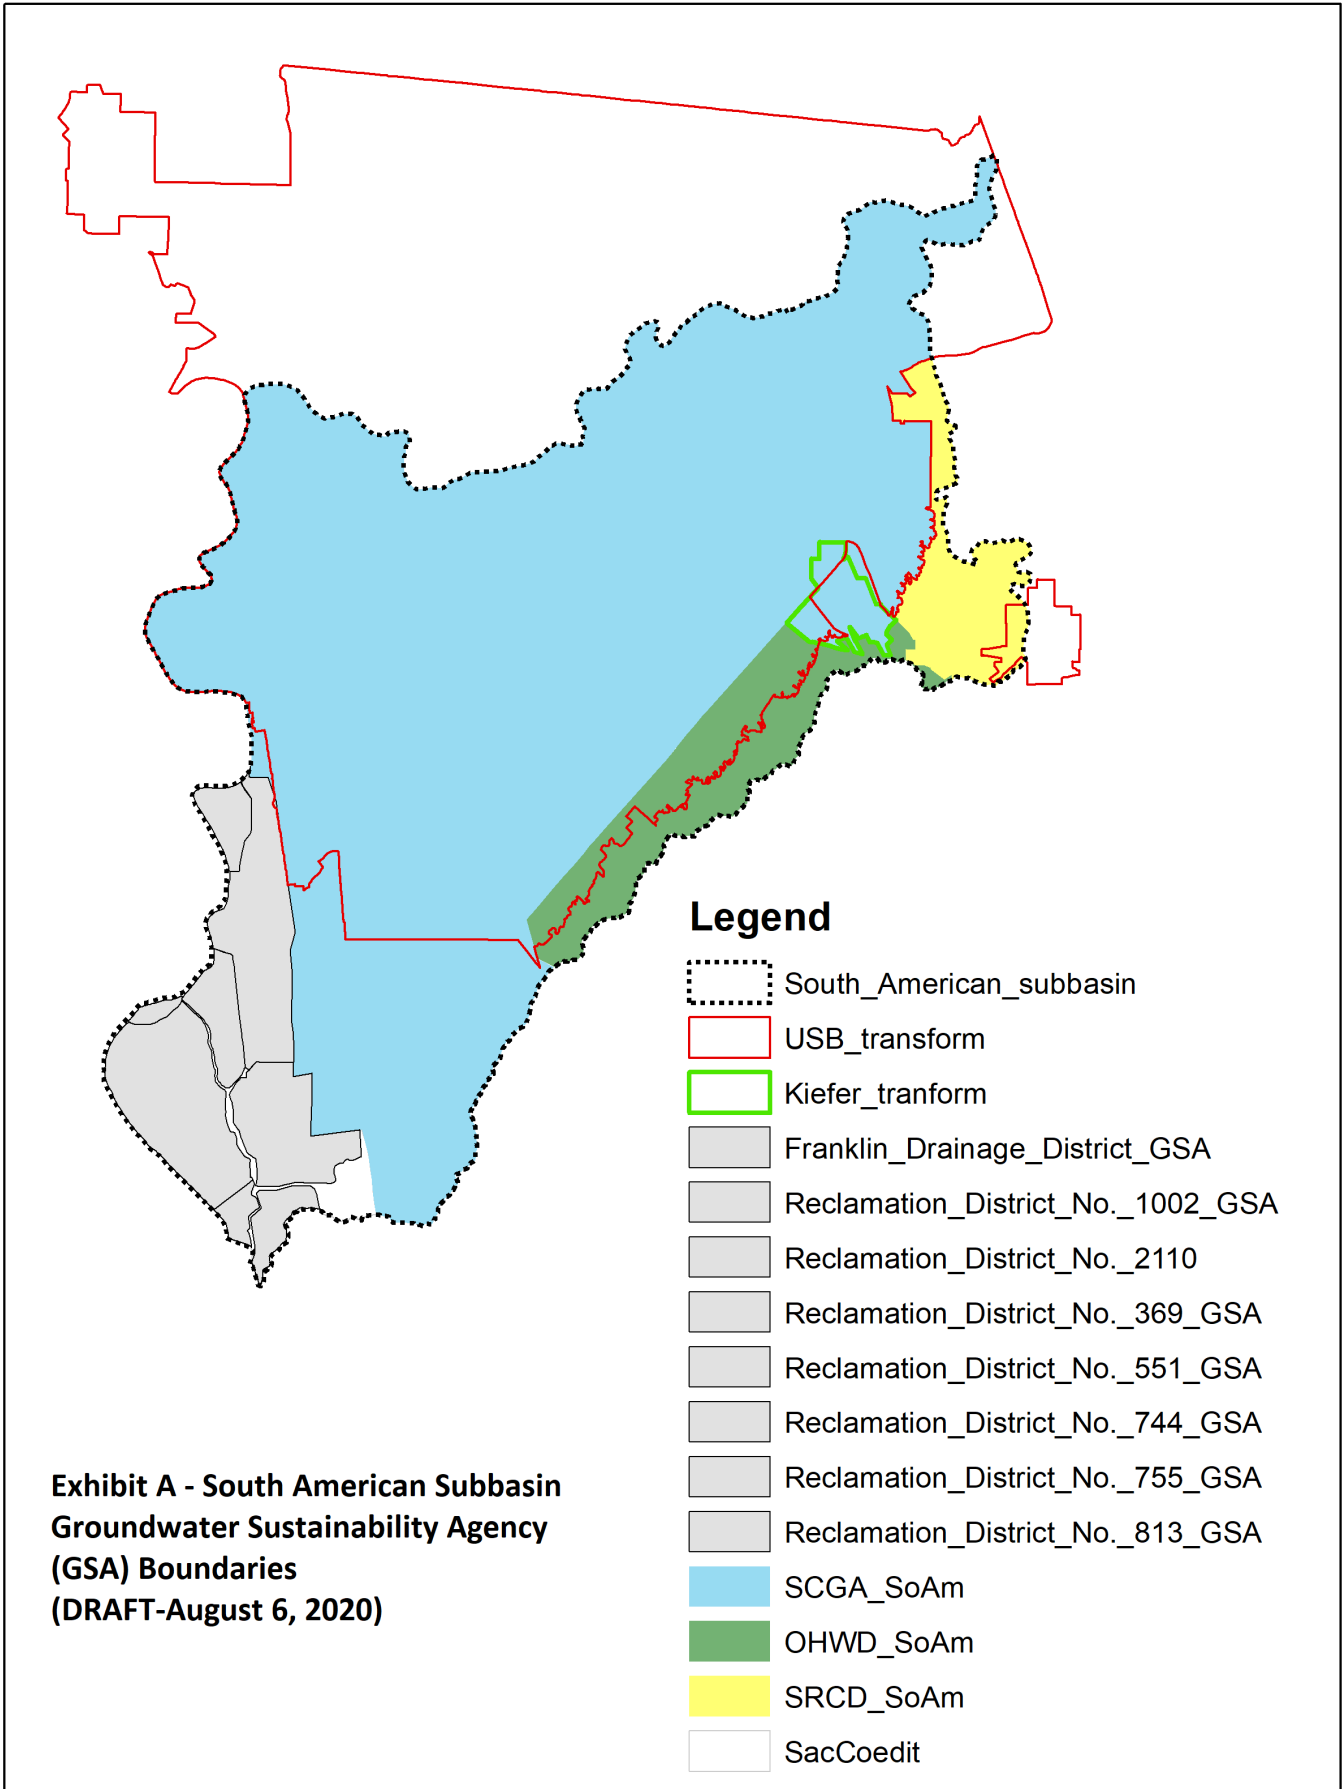 Legend
South_American_subbasin
USB_transform
Kiefer_tranform
Franklin_Drainage_District_GSA
Reclamation_District_No._1002_GSA
Reclamation_District_No._2110
Reclamation_District_No._369_GSA
Reclamation_District_No._551_GSA
Reclamation_District_No._744_GSA
Reclamation_District_No._755_GSA
Reclamation_District_No._813_GSA
SCGA_SoAm
OHWD_SoAm
SRCD_SoAm
SacCoedit
Exhibit A - South American Subbasin
Groundwater Sustainability Agency
(GSA) Boundaries
(DRAFT-August 6, 2020)